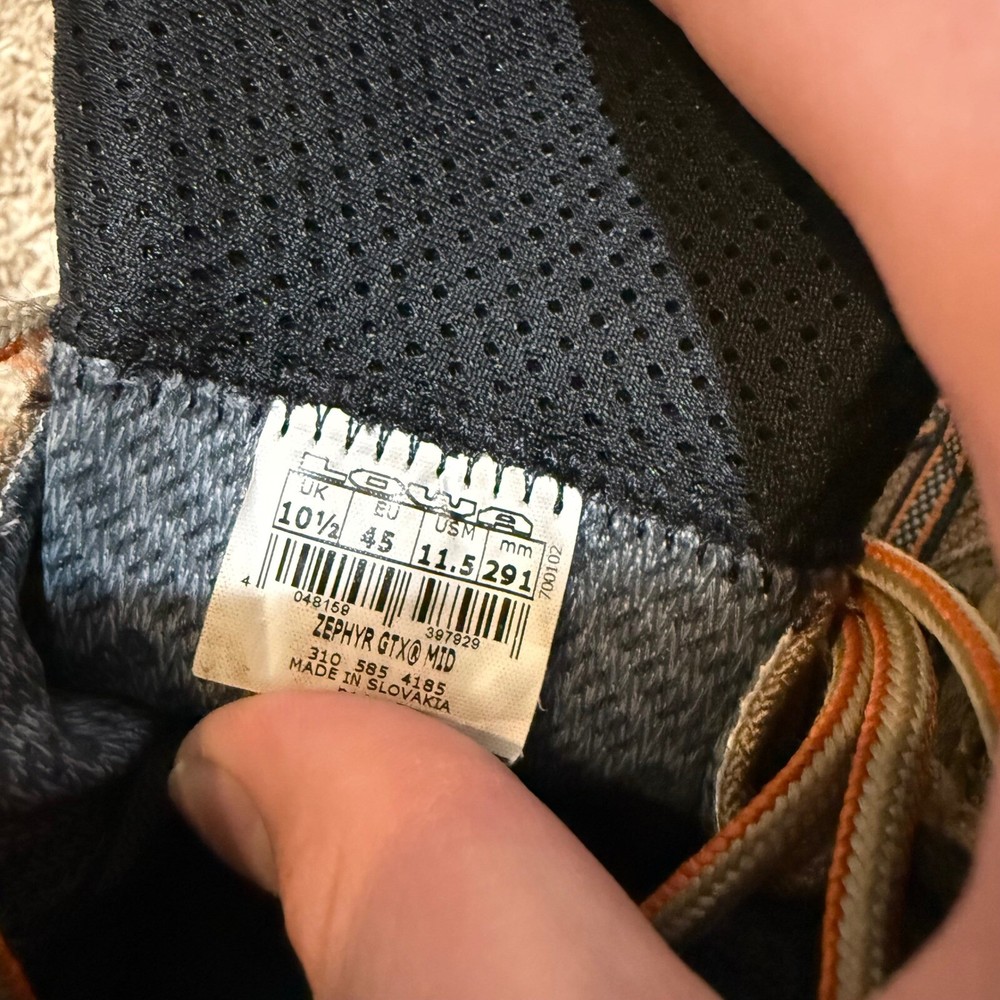 LOWA
UK EU USM mm
10½ 45 11.5 291
700102
4 048159 397929
ZEPHYR GTX® MID
310 585 4185
MADE IN SLOVAKIA